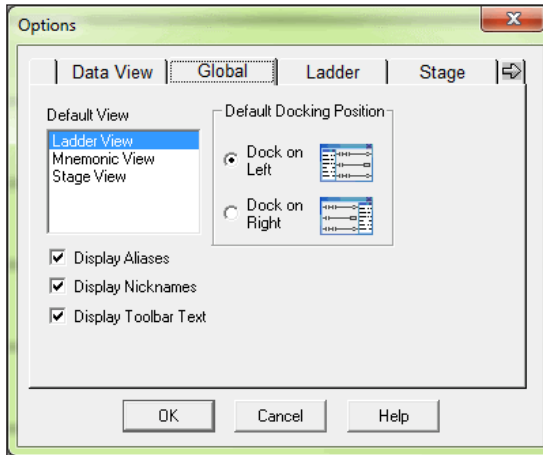 Options
Data View Global Ladder Stage
Default View
Ladder View
Mnemonic View
Stage View
Default Docking Position
Dock on
Left
Dock on
Right
Display Aliases
Display Nicknames
Display Toolbar Text
OK Cancel Help